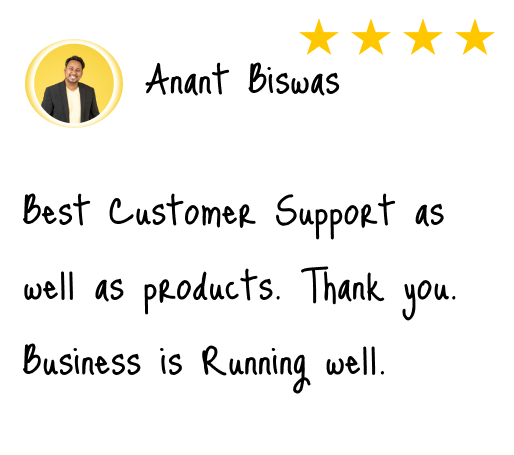 Anant Biswas
Best Customer Support as
well as products. Thank you.
Business is Running well.